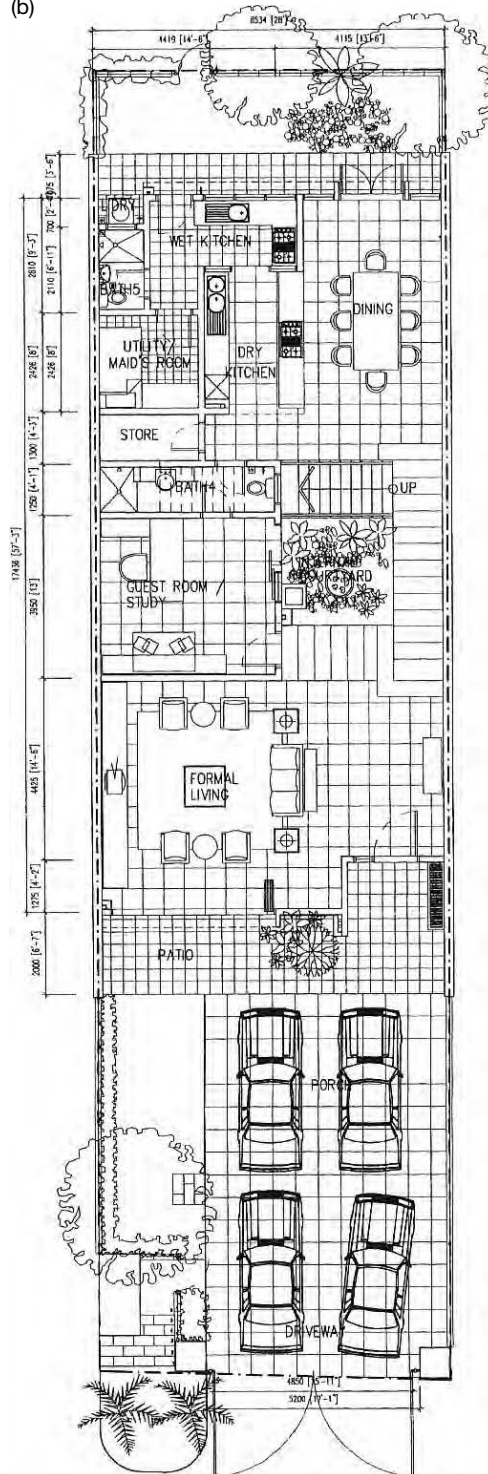 (b)
8534 [28']
4419 [14'-6"]
4115 [13'-6"]
DRY
WET KITCHEN
BATH5
DINING
UTILITY/
MAID'S ROOM
DRY
KITCHEN
STORE
BATH4
UP
COURTYARD
GUEST ROOM /
STUDY
FORMAL
LIVING
PATIO
PORCH
DRIVEWAY
4850 [15'-11"]
5200 [17'-1"]
700
2810 [9'-3"]
2110 [6'-11"]
2426 [8']
2426 [8']
1300 [4'-3"]
1250 [4'-1"]
17436 [57'-3"]
3950 [13']
4425 [14'-6"]
1275 [4'-2"]
2000 [6'-7"]